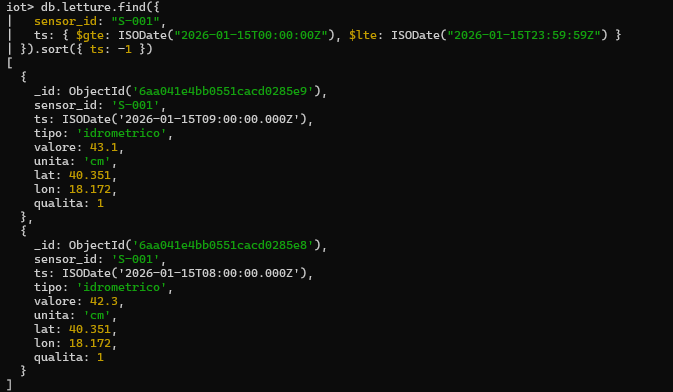 iot> db.letture.find({
|   sensor_id: "S-001",
|   ts: { $gte: ISODate("2026-01-15T00:00:00Z"), $lte: ISODate("2026-01-15T23:59:59Z") }
| }).sort({ ts: -1 })
[
  {
    _id: ObjectId('6aa041e4bb0551cacd0285e9'),
    sensor_id: 'S-001',
    ts: ISODate('2026-01-15T09:00:00.000Z'),
    tipo: 'idrometrico',
    valore: 43.1,
    unita: 'cm',
    lat: 40.351,
    lon: 18.172,
    qualita: 1
  },
  {
    _id: ObjectId('6aa041e4bb0551cacd0285e8'),
    sensor_id: 'S-001',
    ts: ISODate('2026-01-15T08:00:00.000Z'),
    tipo: 'idrometrico',
    valore: 42.3,
    unita: 'cm',
    lat: 40.351,
    lon: 18.172,
    qualita: 1
  }
]